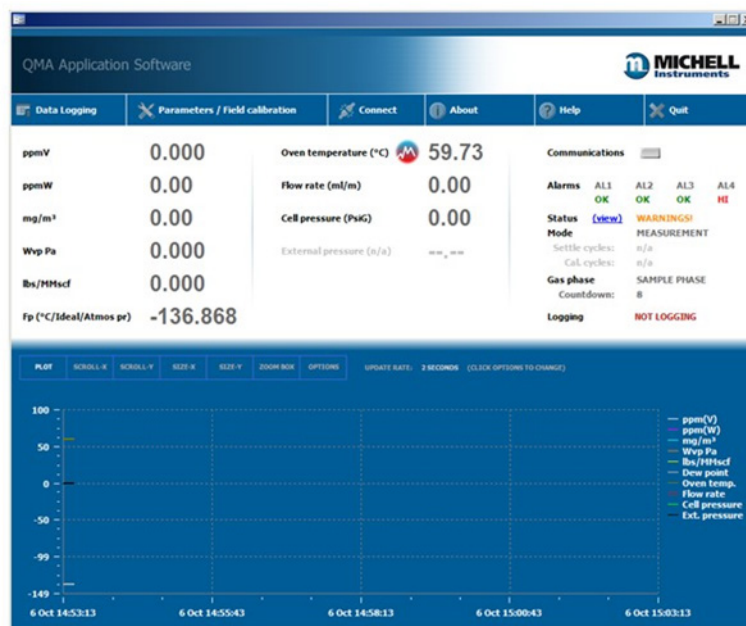 QMA Application Software
MICHELL
Instruments
Data Logging
Parameters / Field calibration
Connect
About
Help
Quit
ppmV 0.000
ppmW 0.00
mg/m³ 0.00
Wvp Pa 0.000
lbs/MMscf 0.000
Fp (°C/Ideal/Atmos pr) -136.868
Oven temperature (°C) 59.73
Flow rate (ml/m) 0.00
Cell pressure (PsiG) 0.00
External pressure (n/a) --.--
Communications
Alarms AL1 AL2 AL3 AL4
OK OK OK HI
Status (view) WARNINGS!
Mode MEASUREMENT
Settle cycles: n/a
Cal. cycles: n/a
Gas phase SAMPLE PHASE
Countdown: 8
Logging NOT LOGGING
PLOT SCROLL-X SCROLL-Y SIZE-X SIZE-Y ZOOM BOX OPTIONS UPDATE RATE: 2 SECONDS (CLICK OPTIONS TO CHANGE)
100
50
0
-50
-99
-149
6 Oct 14:53:13 6 Oct 14:55:43 6 Oct 14:58:13 6 Oct 15:00:43 6 Oct 15:03:13
ppm(V)
ppm(W)
mg/m³
Wvp Pa
lbs/MMscf
Dew point
Oven temp.
Flow rate
Cell pressure
Ext. pressure